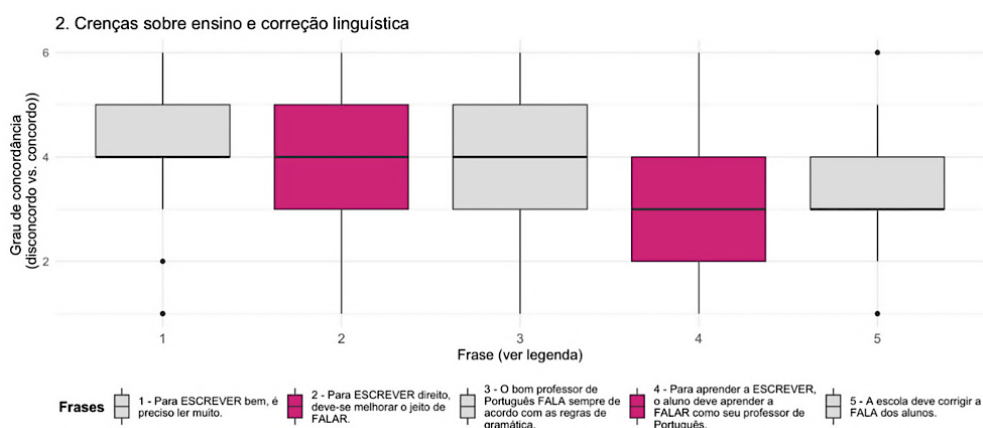 2. Crenças sobre ensino e correção linguística
Grau de concordância
(disconcordo vs. concordo))
6
4
2
1 2 3 4 5
Frase (ver legenda)
Frases
1 - Para ESCREVER bem, é
preciso ler muito.
2 - Para ESCREVER direito,
deve-se melhorar o jeito de
FALAR.
3 - O bom professor de
Português FALA sempre de
acordo com as regras de
gramática.
4 - Para aprender a ESCREVER,
o aluno deve aprender a
FALAR como seu professor de
Português.
5 - A escola deve corrigir a
FALA dos alunos.